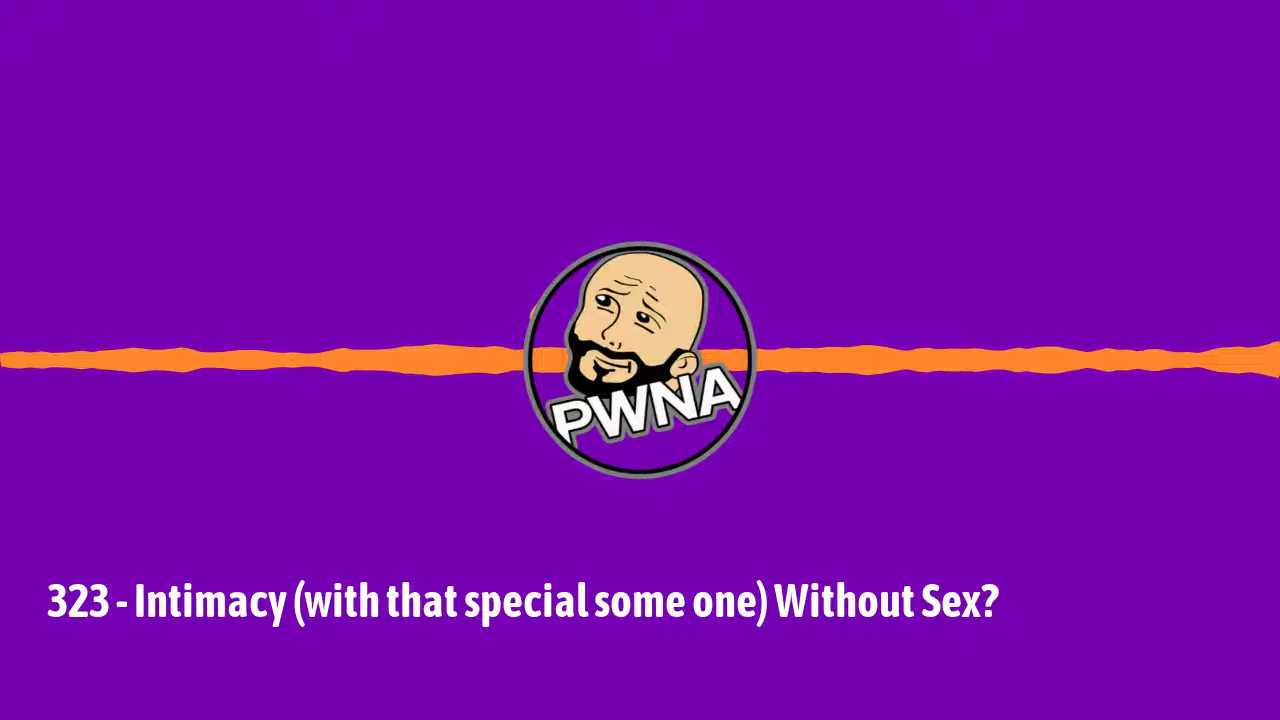 PWNA
323 - Intimacy (with that special some one) Without Sex?